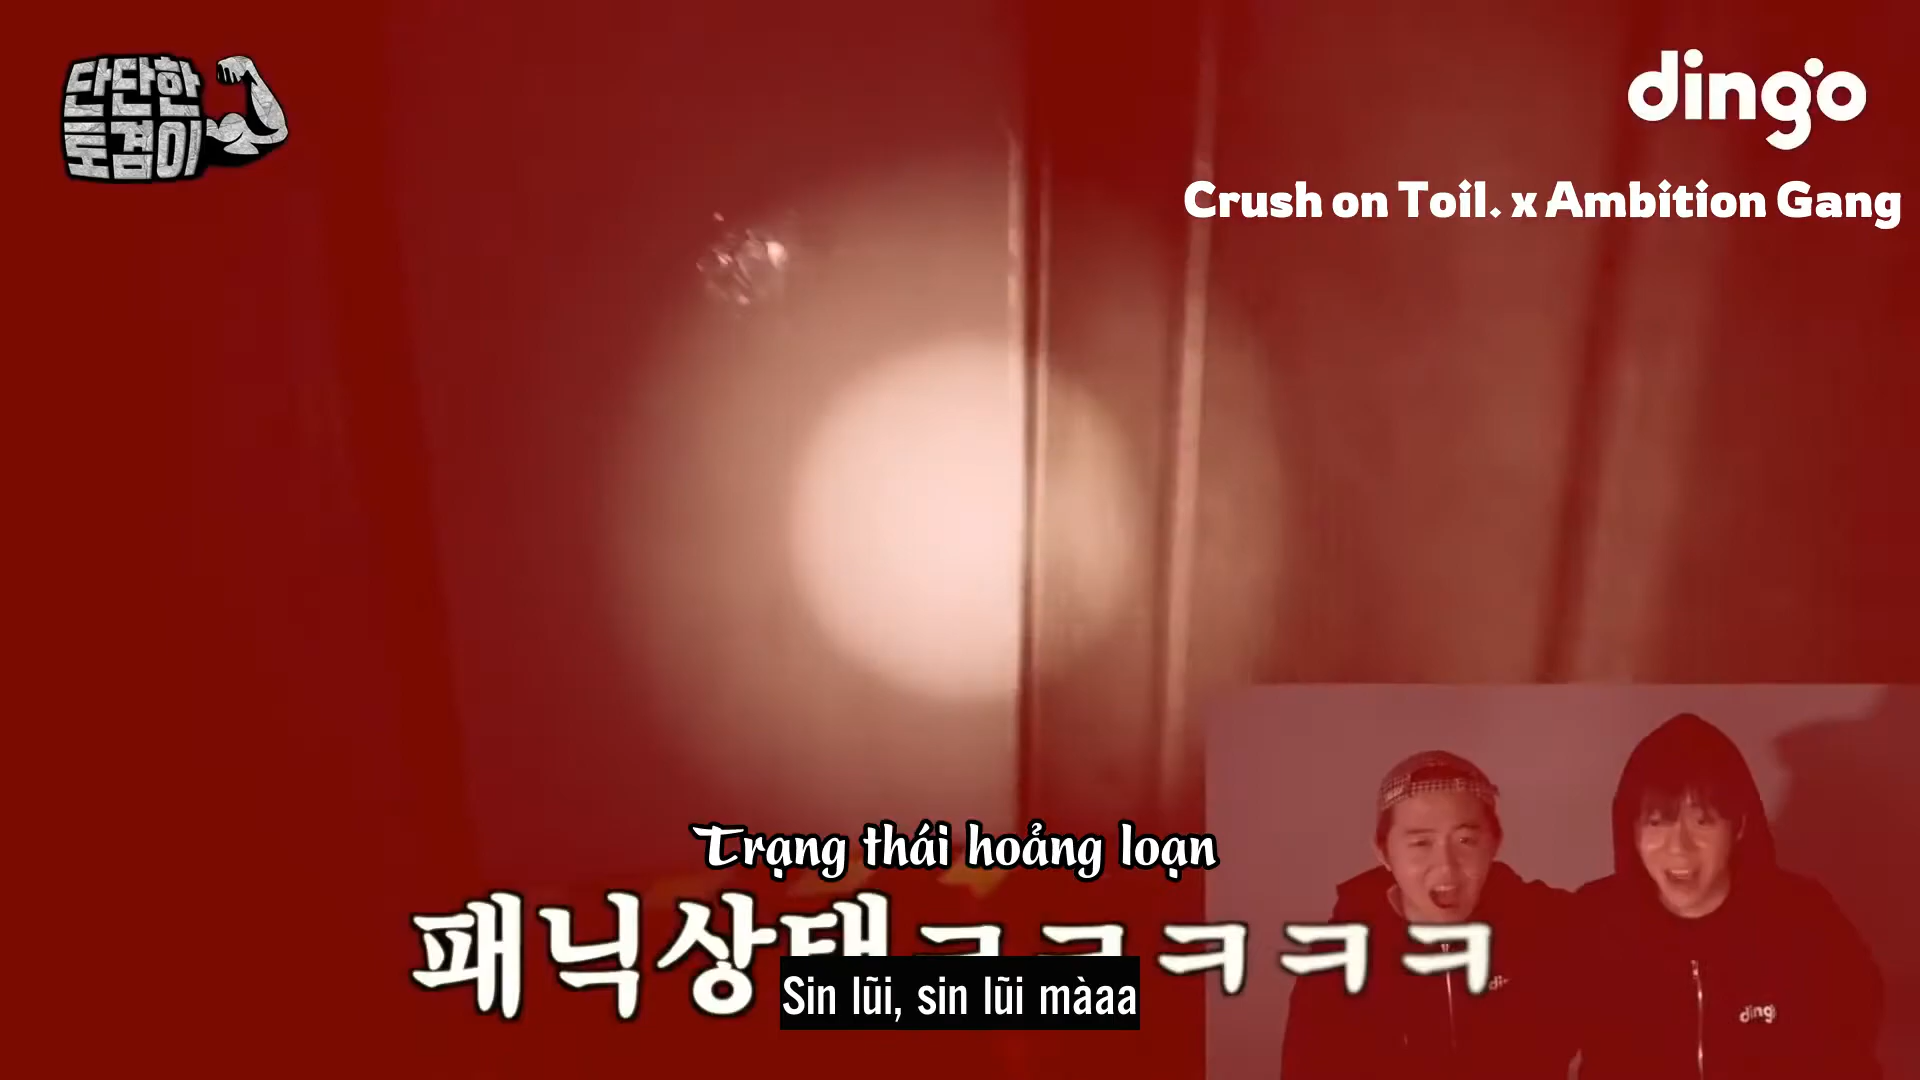 단단한
토겸이
dingo
Crush on Toil. x Ambition Gang
Trạng thái hoảng loạn
패닉상태ㅋㅋㅋㅋㅋ
Sin lũi, sin lũi màaa
dingo